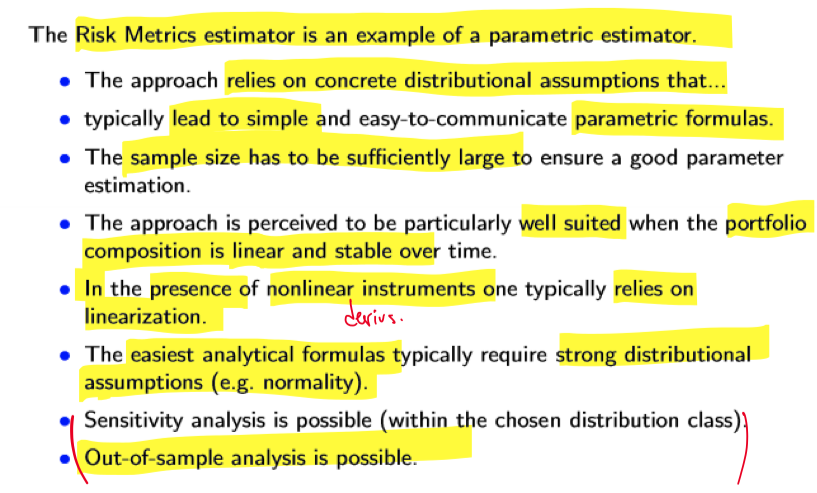 The Risk Metrics estimator is an example of a parametric estimator.
• The approach relies on concrete distributional assumptions that...
• typically lead to simple and easy-to-communicate parametric formulas.
• The sample size has to be sufficiently large to ensure a good parameter
estimation.
• The approach is perceived to be particularly well suited when the portfolio
composition is linear and stable over time.
• In the presence of nonlinear instruments one typically relies on
linearization.
derivs.
• The easiest analytical formulas typically require strong distributional
assumptions (e.g. normality).
• Sensitivity analysis is possible (within the chosen distribution class).
• Out-of-sample analysis is possible.